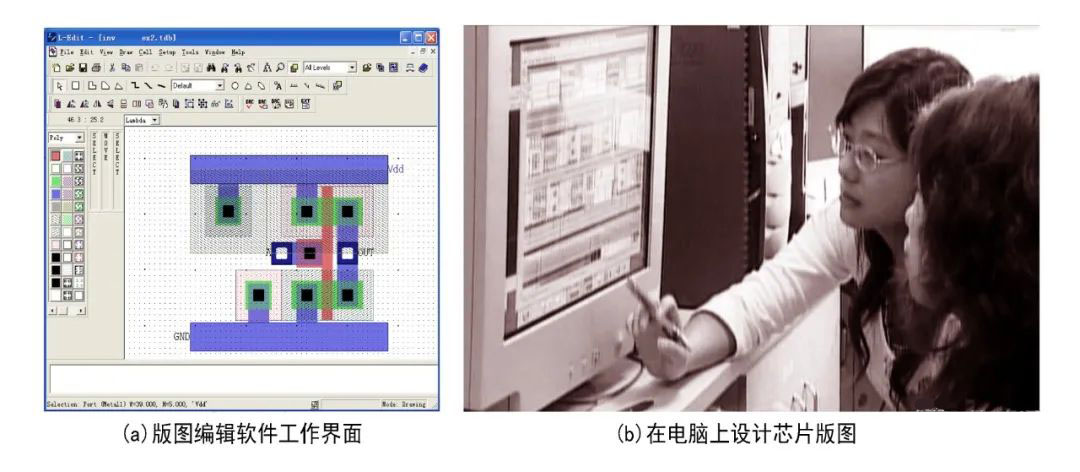 L-Edit - [inv ex2.tdb]
File Edit View Draw Cell Setup Tools Window Help
All Levels
Default
46.3 : 25.2
Lambda
Poly
SELECT
MOVE
SELECT
Vdd
A
OUT
GND
Selection: Port (Metal1) W=39.000, H=5.000, 'Vdd'
Mode: Drawing
(a)版图编辑软件工作界面
(b)在电脑上设计芯片版图